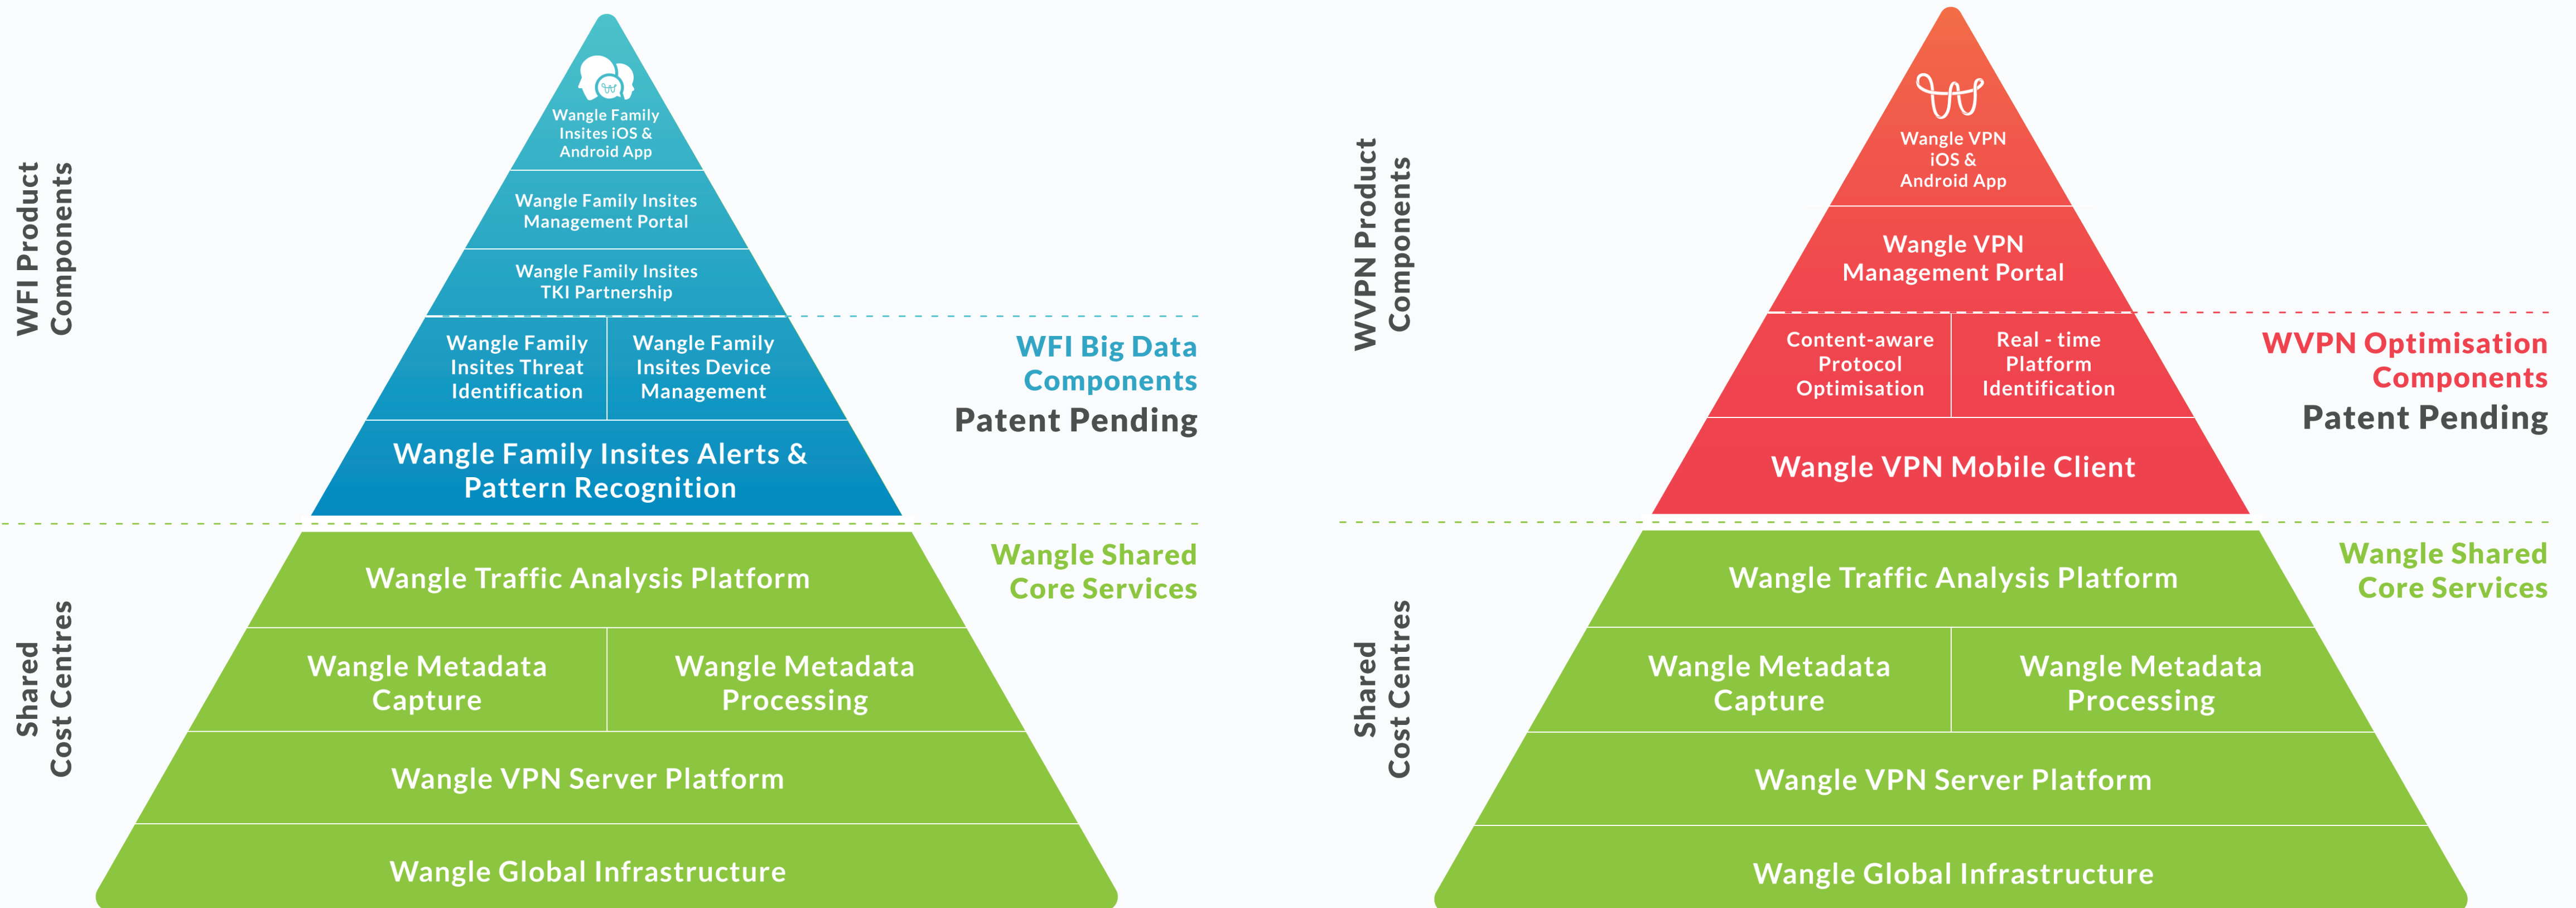 WFI Product
Components
Wangle Family
Insites iOS &
Android App
Wangle Family Insites
Management Portal
Wangle Family Insites
TKI Partnership
Wangle Family
Insites Threat
Identification
Wangle Family
Insites Device
Management
WFI Big Data
Components
Patent Pending
Wangle Family Insites Alerts &
Pattern Recognition
Shared
Cost Centres
Wangle Shared
Core Services
Wangle Traffic Analysis Platform
Wangle Metadata
Capture
Wangle Metadata
Processing
Wangle VPN Server Platform
Wangle Global Infrastructure
WVPN Product
Components
Wangle VPN
iOS &
Android App
Wangle VPN
Management Portal
Content-aware
Protocol
Optimisation
Real - time
Platform
Identification
WVPN Optimisation
Components
Patent Pending
Wangle VPN Mobile Client
Shared
Cost Centres
Wangle Shared
Core Services
Wangle Traffic Analysis Platform
Wangle Metadata
Capture
Wangle Metadata
Processing
Wangle VPN Server Platform
Wangle Global Infrastructure